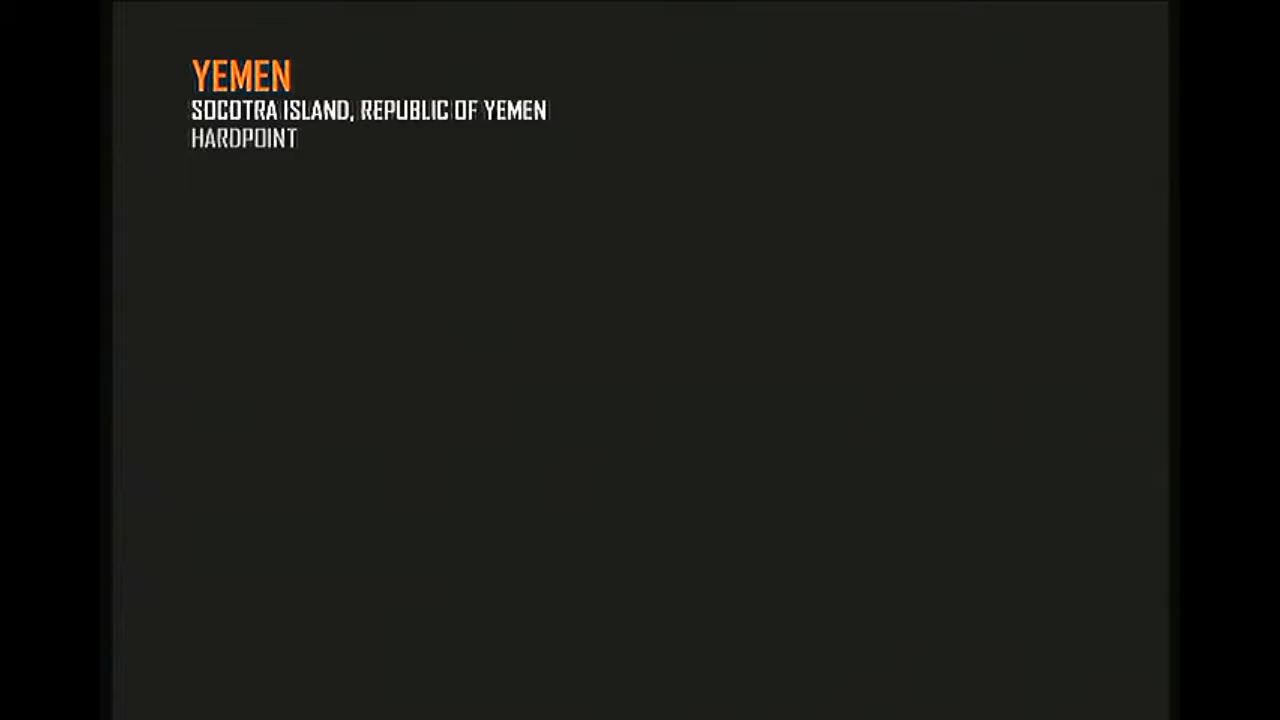 YEMEN
SOCOTRA ISLAND, REPUBLIC OF YEMEN
HARDPOINT